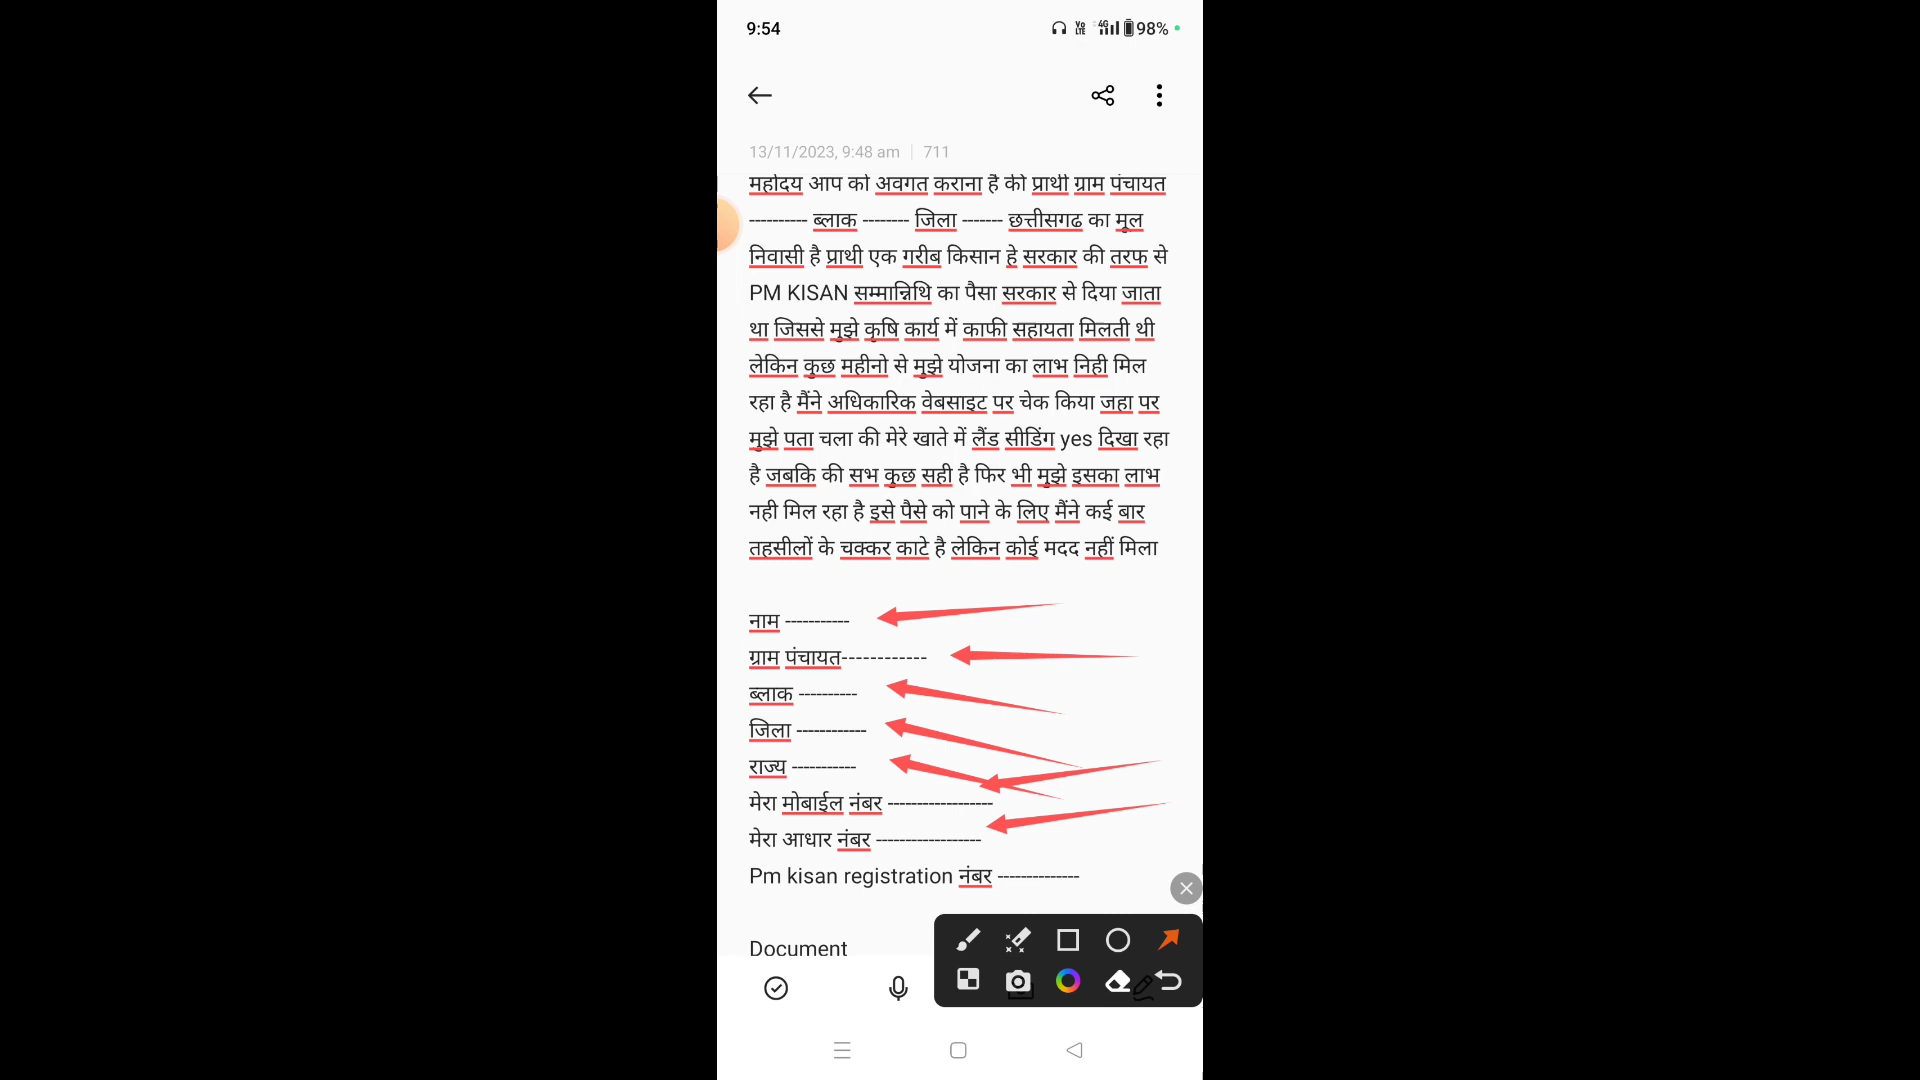 9:54
Vo LTE 4G 98%
13/11/2023, 9:48 am | 711
महोदय आप को अवगत कराना है की प्रार्थी ग्राम पंचायत
---------- ब्लाक -------- जिला ------- छत्तीसगढ का मूल
निवासी है प्रार्थी एक गरीब किसान हे सरकार की तरफ से
PM KISAN सम्मान्निथि का पैसा सरकार से दिया जाता
था जिससे मुझे कृषि कार्य में काफी सहायता मिलती थी
लेकिन कुछ महीनो से मुझे योजना का लाभ निही मिल
रहा है मैंने अधिकारिक वेबसाइट पर चेक किया जहा पर
मुझे पता चला की मेरे खाते में लैंड सीडिंग yes दिखा रहा
है जबकि की सभ कुछ सही है फिर भी मुझे इसका लाभ
नही मिल रहा है इसे पैसे को पाने के लिए मैंने कई बार
तहसीलों के चक्कर काटे है लेकिन कोई मदद नहीं मिला
नाम -----------
ग्राम पंचायत------------
ब्लाक ----------
जिला ------------
राज्य -----------
मेरा मोबाईल नंबर ------------------
मेरा आधार नंबर ------------------
Pm kisan registration नंबर --------------
Document